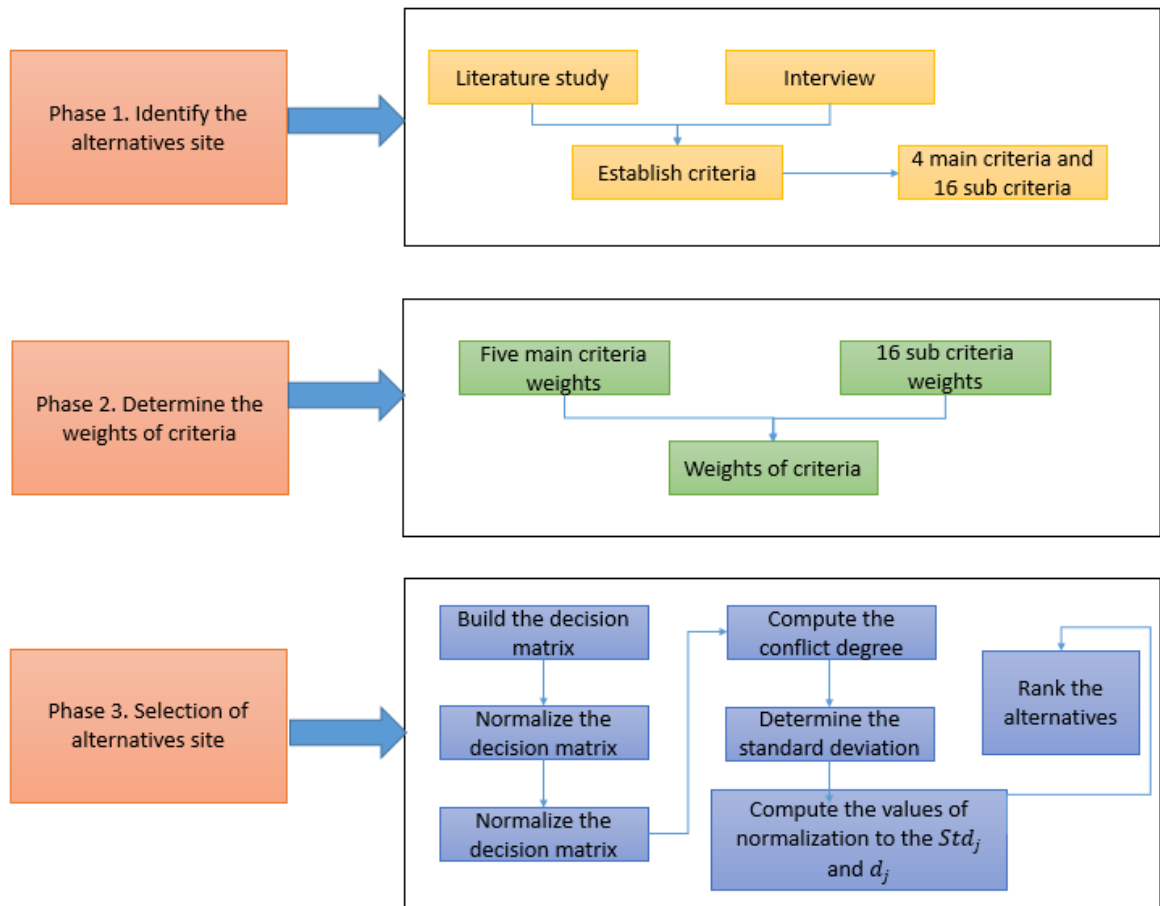 Phase 1. Identify the
alternatives site
Literature study
Interview
Establish criteria
4 main criteria and
16 sub criteria
Phase 2. Determine the
weights of criteria
Five main criteria
weights
16 sub criteria
weights
Weights of criteria
Phase 3. Selection of
alternatives site
Build the decision
matrix
Normalize the
decision matrix
Normalize the
decision matrix
Compute the
conflict degree
Determine the
standard deviation
Compute the values of
normalization to the Std_j
and d_j
Rank the
alternatives